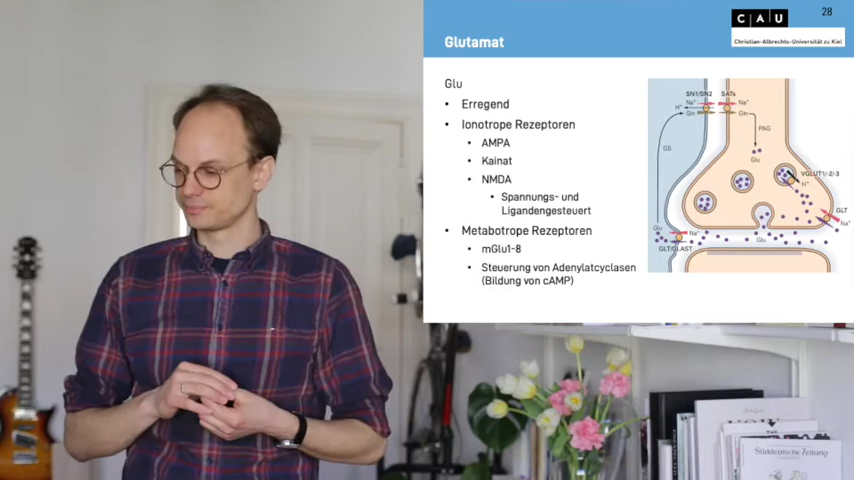 28
CAU
Christian-Albrechts-Universität zu Kiel
Glutamat
Glu
• Erregend
• Ionotrope Rezeptoren
• AMPA
• Kainat
• NMDA
• Spannungs- und
Ligandengesteuert
• Metabotrope Rezeptoren
• mGlu1-8
• Steuerung von Adenylatcyclasen
(Bildung von cAMP)
SN1/SN2 SATs
Na⁺ Na⁺
H⁺
Gln Gln
PAG
GS
Glu
VGLUT1/-2/-3
H⁺
GLT
Na⁺
Glu
Na⁺
Glu
GLT/GLAST
Süddeutsche Zeitung